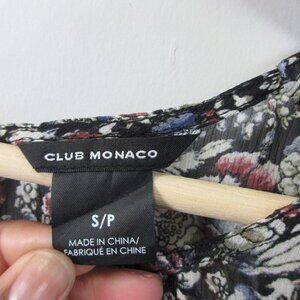 CLUB MONACO
S/P
MADE IN CHINA/
FABRIQUÉ EN CHINE